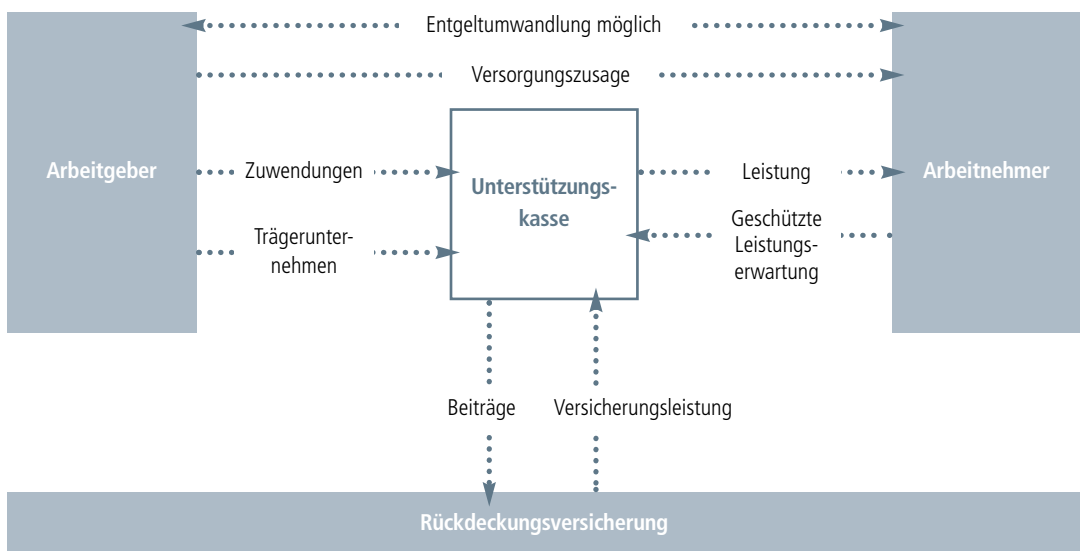 Entgeltumwandlung möglich
Versorgungszusage
Arbeitgeber
Zuwendungen
Unterstützungs-
kasse
Leistung
Arbeitnehmer
Trägerunter-
nehmen
Geschützte
Leistungs-
erwartung
Beiträge
Versicherungsleistung
Rückdeckungsversicherung